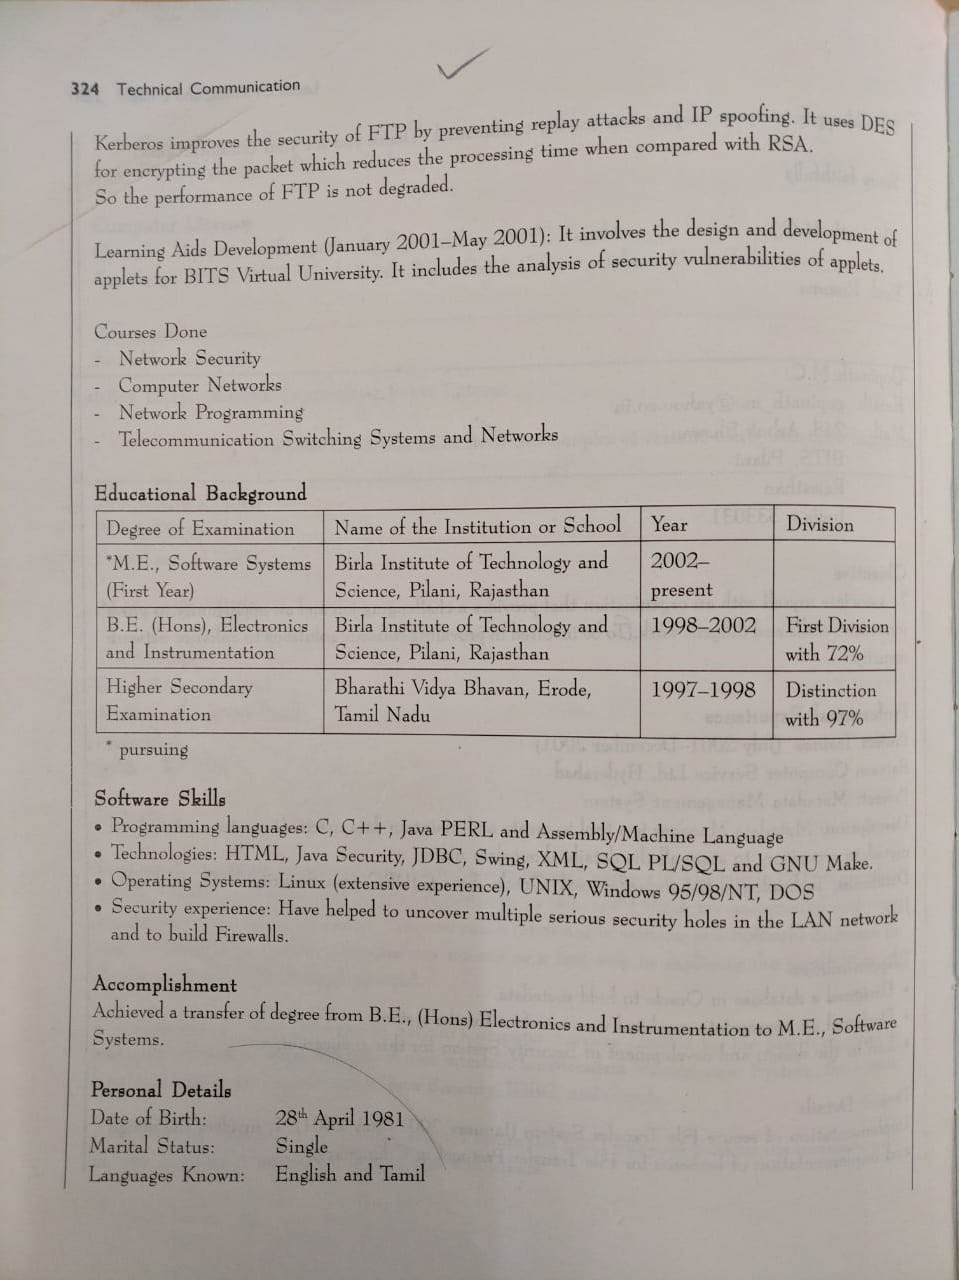 324 Technical Communication
Kerberos improves the security of FTP by preventing replay attacks and IP spoofing. It uses DES
for encrypting the packet which reduces the processing time when compared with RSA.
So the performance of FTP is not degraded.
Learning Aids Development (January 2001–May 2001): It involves the design and development of
applets for BITS Virtual University. It includes the analysis of security vulnerabilities of applets.
Courses Done
- Network Security
- Computer Networks
- Network Programming
- Telecommunication Switching Systems and Networks
Educational Background
Degree of Examination Name of the Institution or School Year Division
*M.E., Software Systems Birla Institute of Technology and 2002–
(First Year) Science, Pilani, Rajasthan present
B.E. (Hons), Electronics Birla Institute of Technology and 1998–2002 First Division
and Instrumentation Science, Pilani, Rajasthan with 72%
Higher Secondary Bharathi Vidya Bhavan, Erode, 1997–1998 Distinction
Examination Tamil Nadu with 97%
* pursuing
Software Skills
• Programming languages: C, C++, Java PERL and Assembly/Machine Language
• Technologies: HTML, Java Security, JDBC, Swing, XML, SQL PL/SQL and GNU Make.
• Operating Systems: Linux (extensive experience), UNIX, Windows 95/98/NT, DOS
• Security experience: Have helped to uncover multiple serious security holes in the LAN network
and to build Firewalls.
Accomplishment
Achieved a transfer of degree from B.E., (Hons) Electronics and Instrumentation to M.E., Software
Systems.
Personal Details
Date of Birth: 28th April 1981
Marital Status: Single
Languages Known: English and Tamil